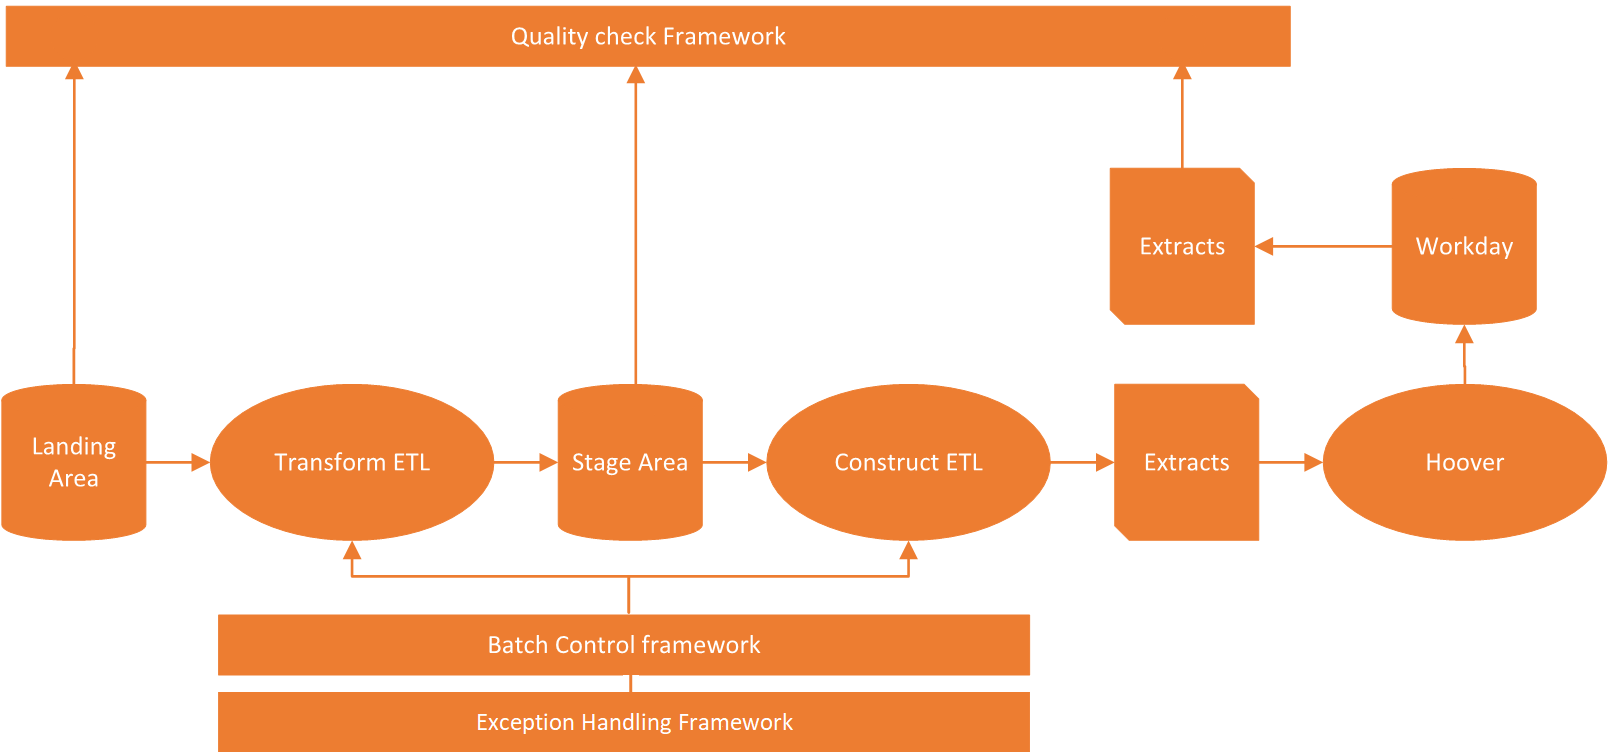 Quality check Framework
Extracts
Workday
Landing
Area
Transform ETL
Stage Area
Construct ETL
Extracts
Hoover
Batch Control framework
Exception Handling Framework